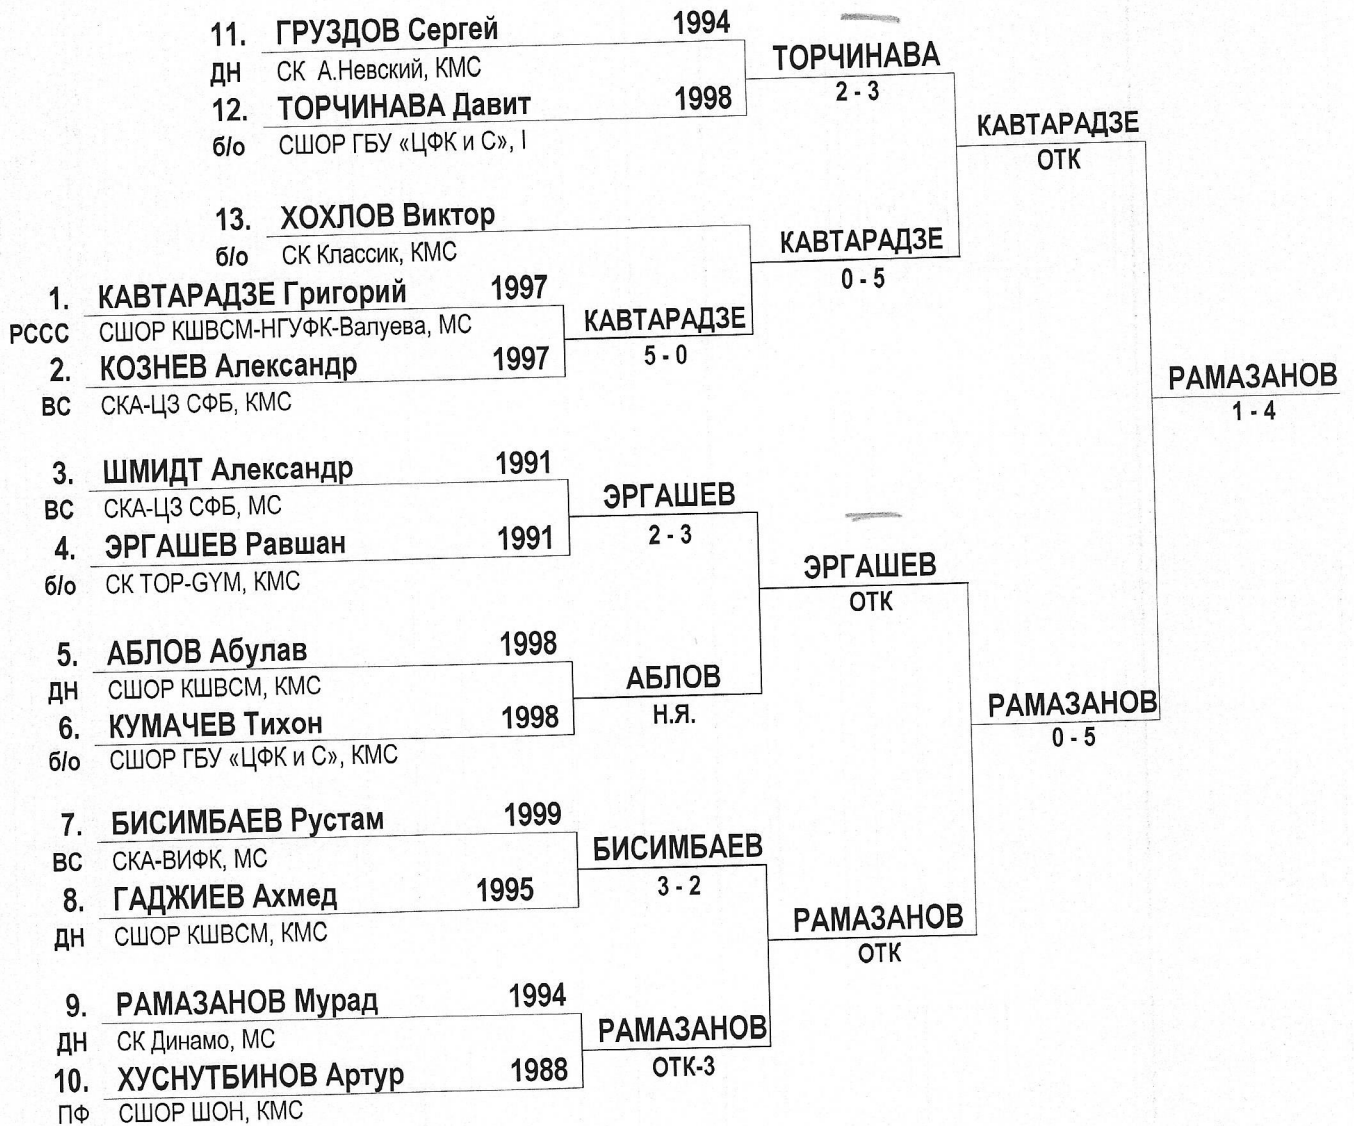 11. ГРУЗДОВ Сергей 1994
ДН СК А.Невский, КМС
12. ТОРЧИНАВА Давит 1998
б/о СШОР ГБУ «ЦФК и С», I
ТОРЧИНАВА
2 - 3
КАВТАРАДЗЕ
ОТК
13. ХОХЛОВ Виктор
б/о СК Классик, КМС
КАВТАРАДЗЕ
0 - 5
1. КАВТАРАДЗЕ Григорий 1997
РССС СШОР КШВСМ-НГУФК-Валуева, МС
2. КОЗНЕВ Александр 1997
ВС СКА-ЦЗ СФБ, КМС
КАВТАРАДЗЕ
5 - 0
РАМАЗАНОВ
1 - 4
3. ШМИДТ Александр 1991
ВС СКА-ЦЗ СФБ, МС
4. ЭРГАШЕВ Равшан 1991
б/о СК TOP-GYM, КМС
ЭРГАШЕВ
2 - 3
ЭРГАШЕВ
ОТК
5. АБЛОВ Абулав 1998
ДН СШОР КШВСМ, КМС
6. КУМАЧЕВ Тихон 1998
б/о СШОР ГБУ «ЦФК и С», КМС
АБЛОВ
Н.Я.
РАМАЗАНОВ
0 - 5
7. БИСИМБАЕВ Рустам 1999
ВС СКА-ВИФК, МС
8. ГАДЖИЕВ Ахмед 1995
ДН СШОР КШВСМ, КМС
БИСИМБАЕВ
3 - 2
РАМАЗАНОВ
ОТК
9. РАМАЗАНОВ Мурад 1994
ДН СК Динамо, МС
10. ХУСНУТБИНОВ Артур 1988
ПФ СШОР ШОН, КМС
РАМАЗАНОВ
ОТК-3